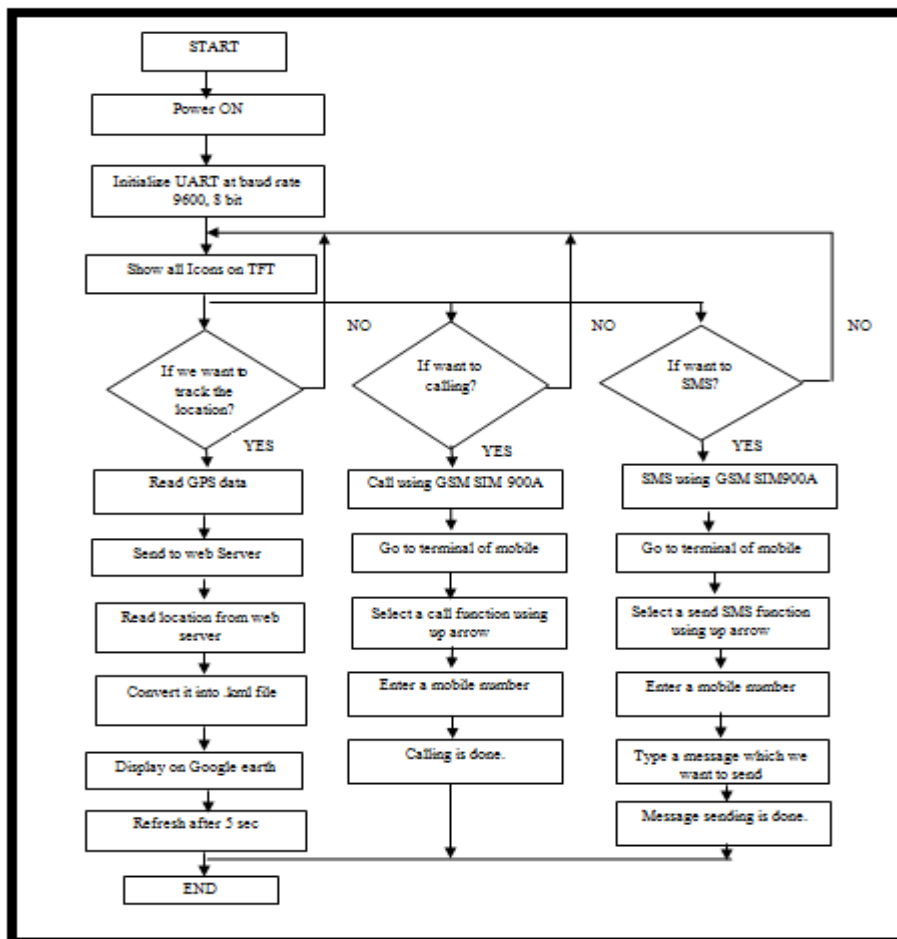 START
Power ON
Initialize UART at baud rate
9600, 8 bit
Show all Icons on TFT
NO
NO
NO
If we want to
track the
location?
If want to
calling?
If want to
SMS?
YES
YES
YES
Read GPS data
Send to web Server
Read location from web
server
Convert it into .kml file
Display on Google earth
Refresh after 5 sec
Call using GSM SIM 900A
Go to terminal of mobile
Select a call function using
up arrow
Enter a mobile number
Calling is done.
SMS using GSM SIM900A
Go to terminal of mobile
Select a send SMS function
using up arrow
Enter a mobile number
Type a message which we
want to send
Message sending is done.
END